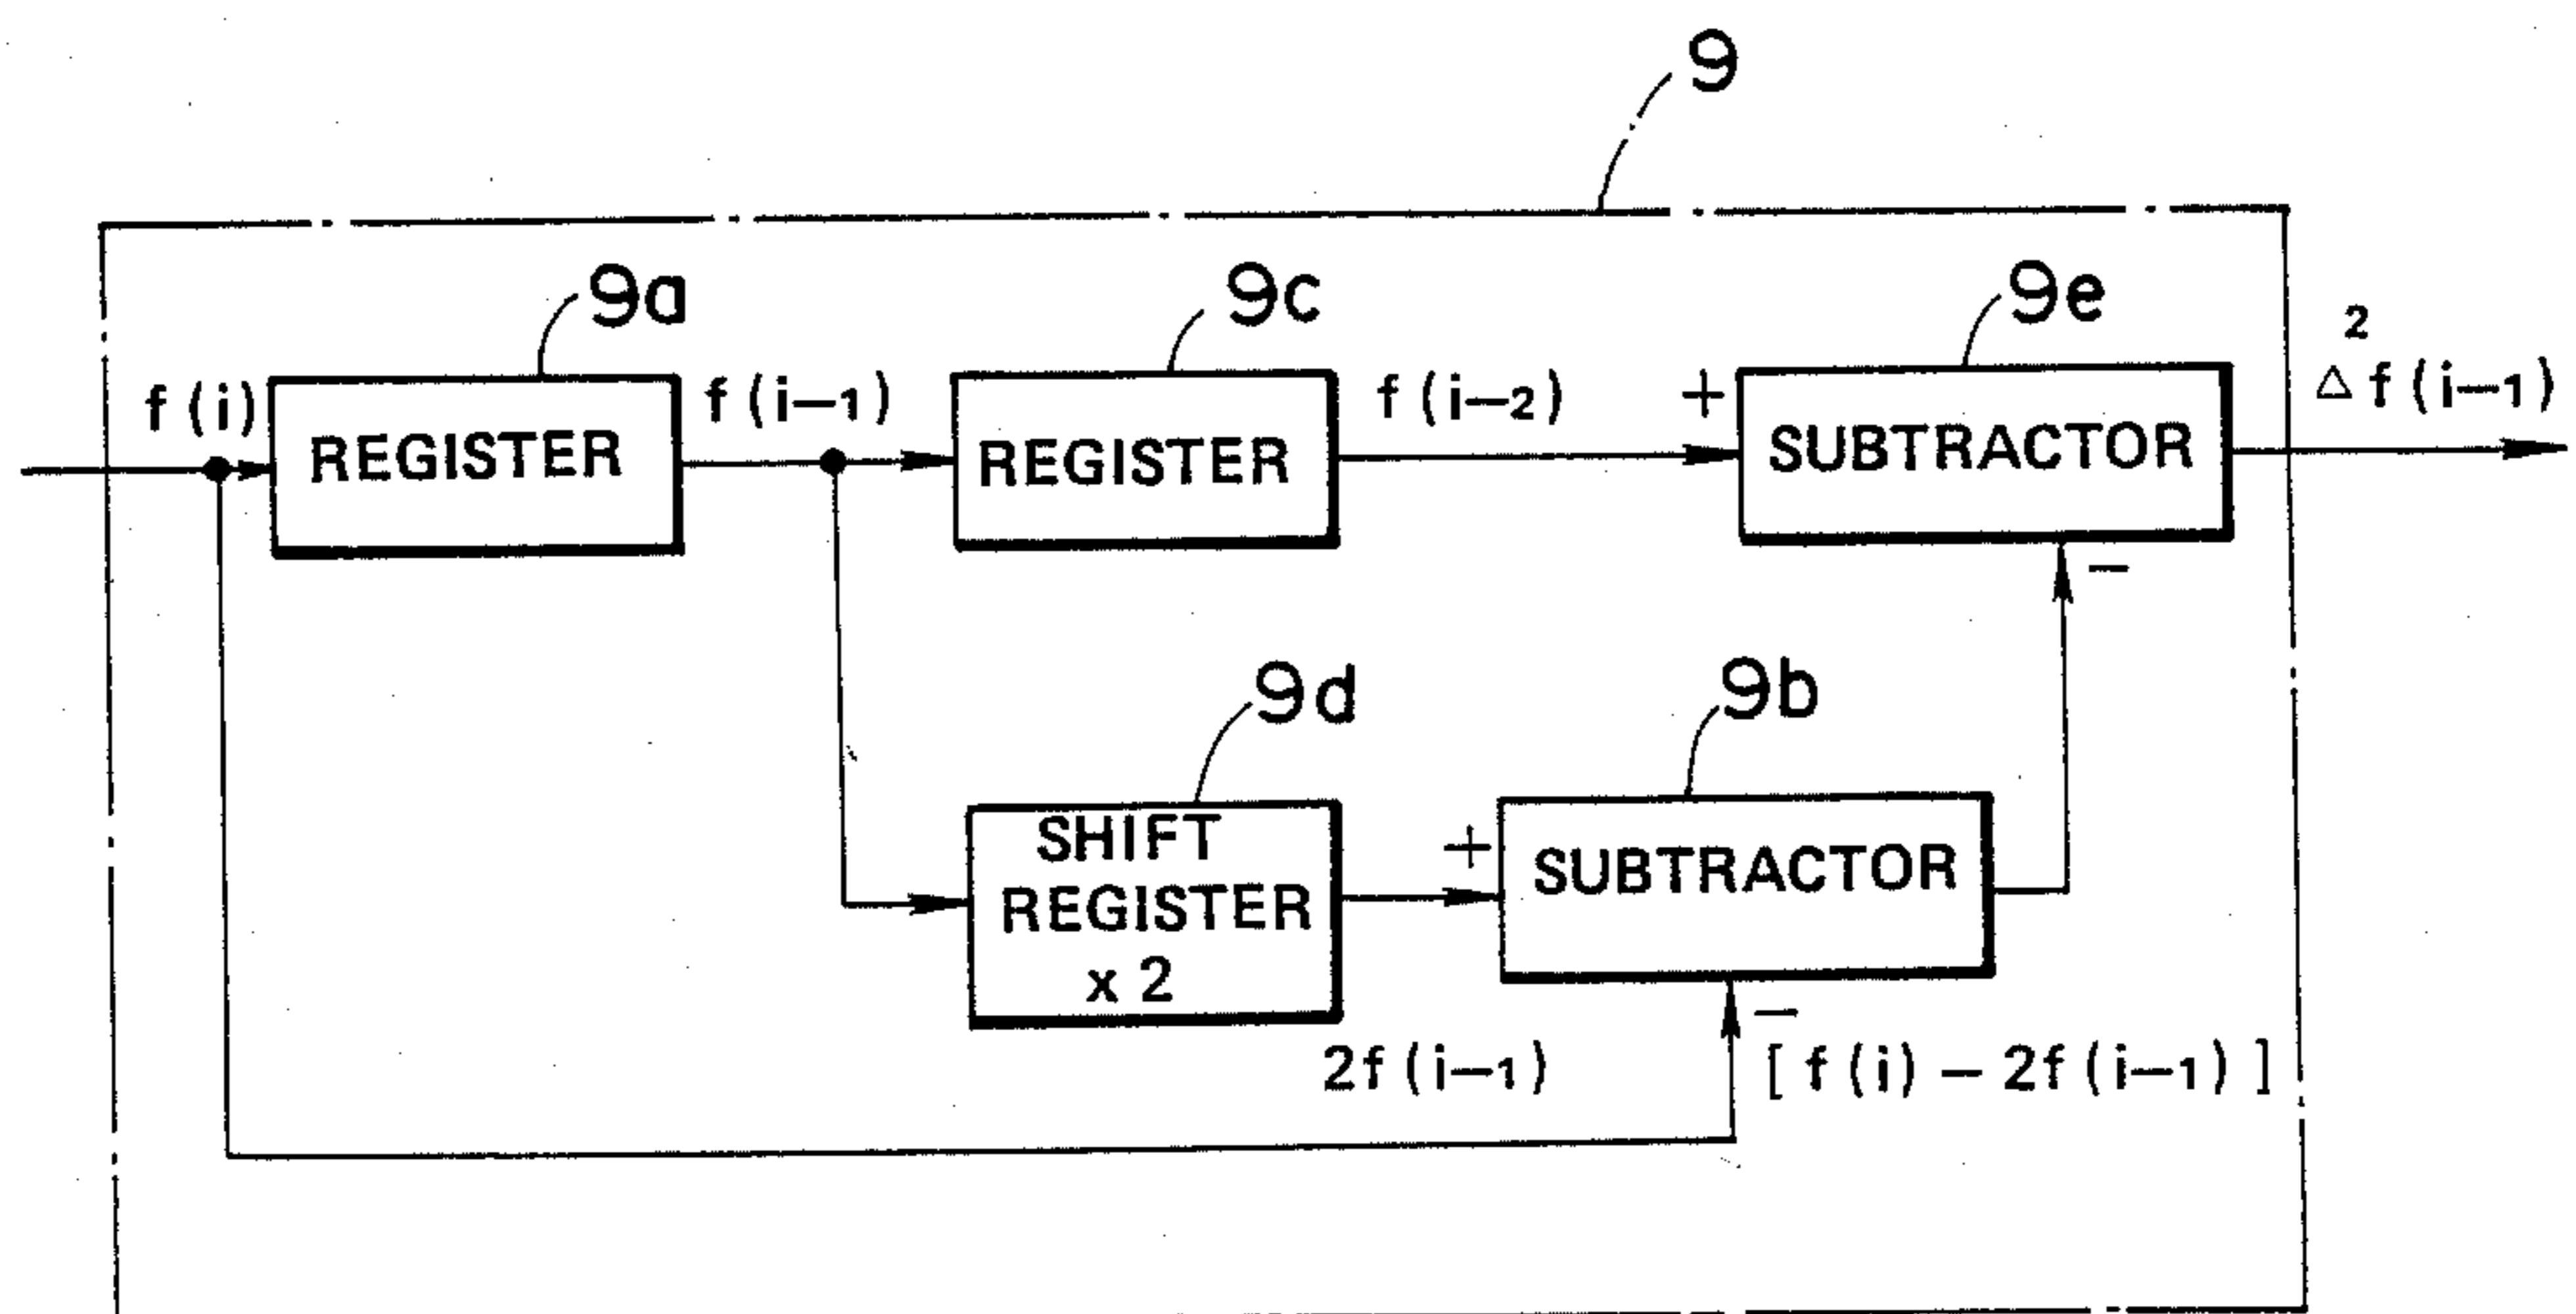 9
9a
9c
9e
f (i)
REGISTER
f (i–1)
REGISTER
f (i–2)
+
SUBTRACTOR
–
2
△ f (i–1)
9d
9b
SHIFT
REGISTER
x 2
+
SUBTRACTOR
–
2f (i–1)
[ f (i) – 2f (i–1) ]